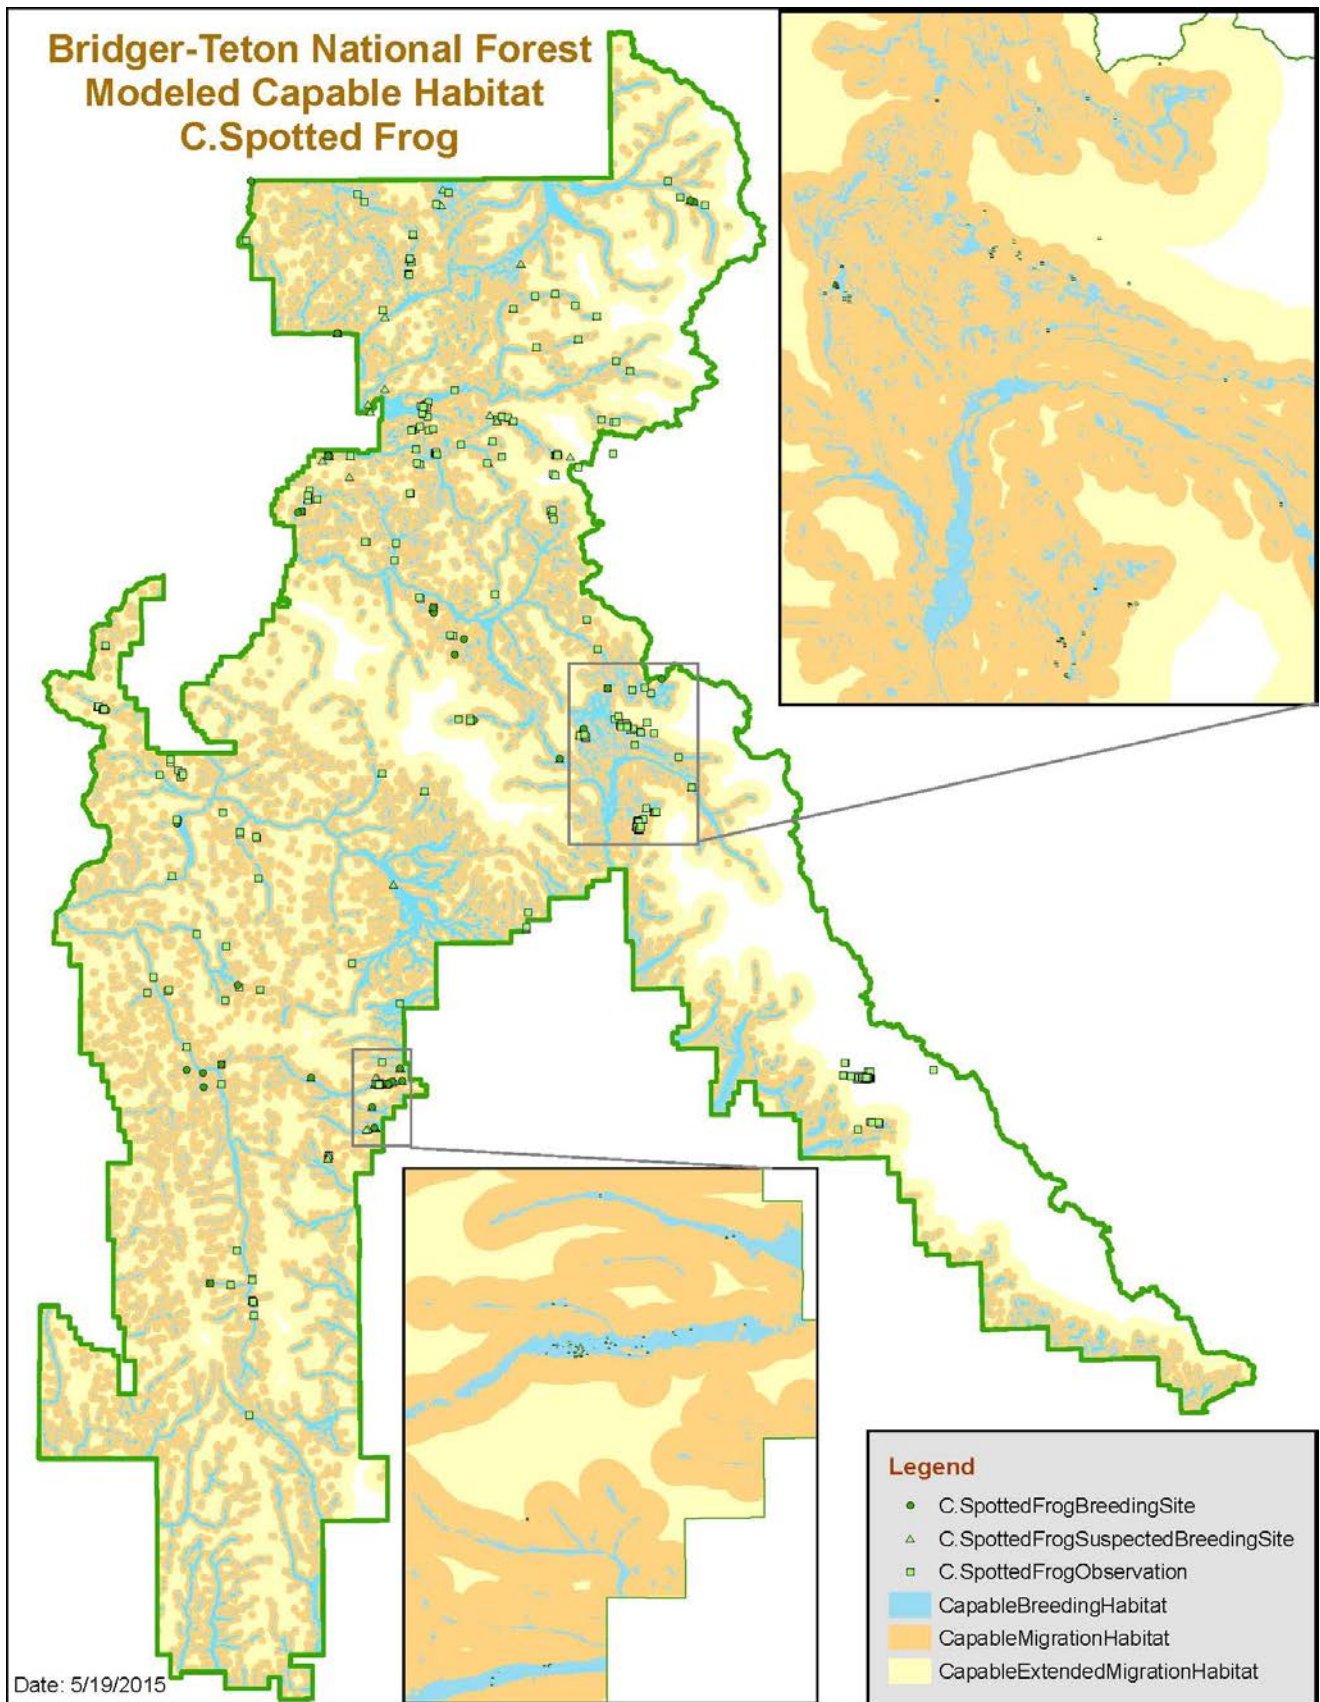 Bridger-Teton National Forest
Modeled Capable Habitat
C.Spotted Frog
Legend
C.SpottedFrogBreedingSite
C.SpottedFrogSuspectedBreedingSite
C.SpottedFrogObservation
CapableBreedingHabitat
CapableMigrationHabitat
CapableExtendedMigrationHabitat
Date: 5/19/2015